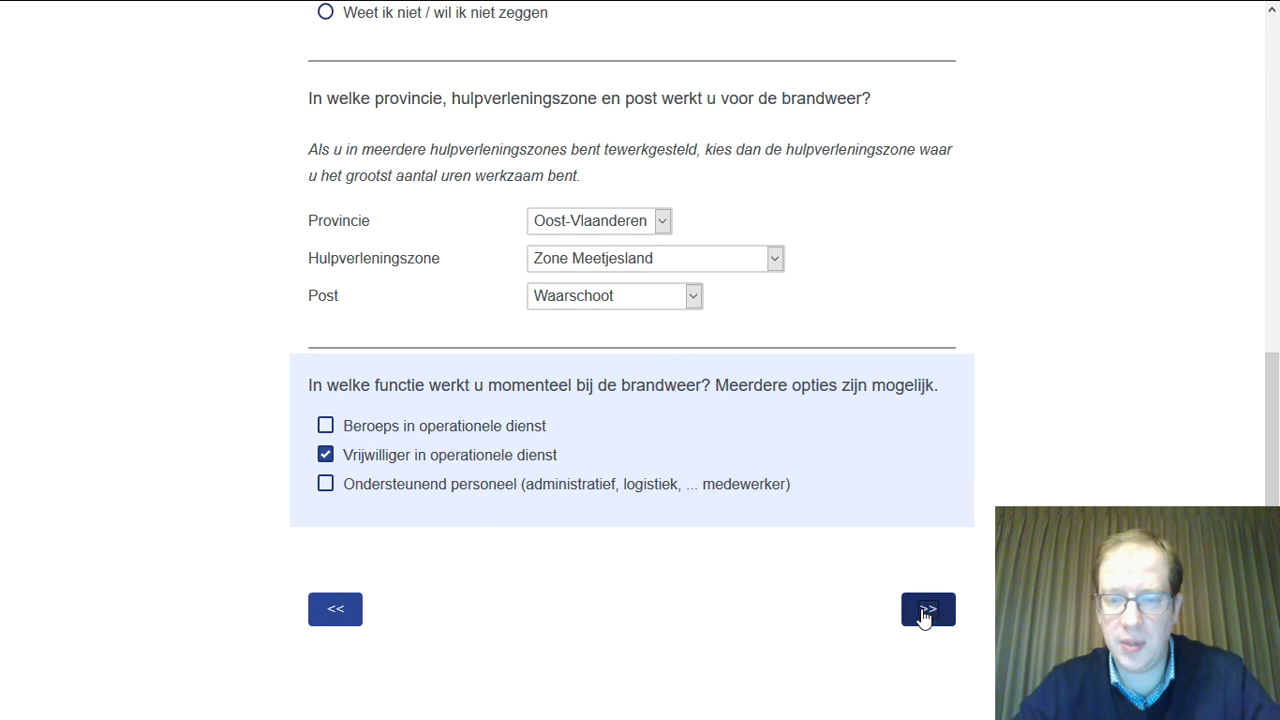 Weet ik niet / wil ik niet zeggen
In welke provincie, hulpverleningszone en post werkt u voor de brandweer?
Als u in meerdere hulpverleningszones bent tewerkgesteld, kies dan de hulpverleningszone waar
u het grootst aantal uren werkzaam bent.
Provincie Oost-Vlaanderen
Hulpverleningszone Zone Meetjesland
Post Waarschoot
In welke functie werkt u momenteel bij de brandweer? Meerdere opties zijn mogelijk.
Beroeps in operationele dienst
Vrijwilliger in operationele dienst
Ondersteunend personeel (administratief, logistiek, ... medewerker)
<< >>